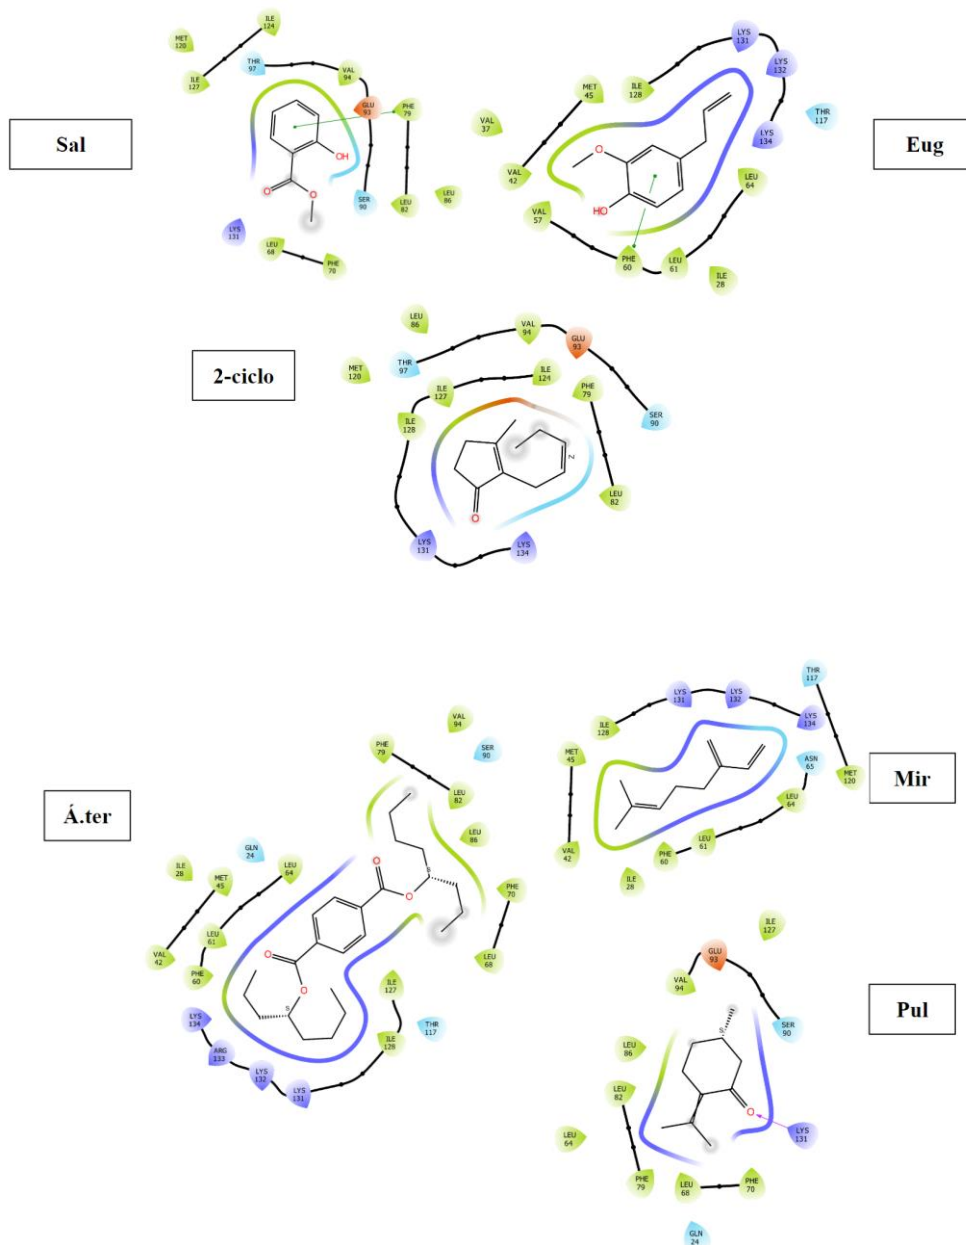 Sal
MET
120
ILE
124
ILE
127
THR
97
VAL
94
GLU
93
PHE
79
OH
O
O
SER
90
LEU
82
LEU
86
LYS
131
LEU
68
PHE
70
Eug
LYS
131
LYS
132
ILE
128
MET
45
THR
117
LYS
134
VAL
37
VAL
42
O
HO
LEU
64
VAL
57
PHE
60
LEU
61
ILE
28
2-ciclo
LEU
86
VAL
94
GLU
93
MET
120
THR
97
ILE
127
ILE
124
PHE
79
SER
90
ILE
128
Z
O
LEU
82
LYS
131
LYS
134
Á.ter
VAL
94
PHE
79
SER
90
LEU
82
LEU
86
GLN
24
ILE
28
MET
45
LEU
64
O
S
O
PHE
70
LEU
61
VAL
42
PHE
60
O
O
S
LEU
68
ILE
127
THR
117
ILE
128
LYS
134
ARG
133
LYS
132
LYS
131
Mir
THR
117
LYS
131
LYS
132
LYS
134
ILE
128
MET
45
ASN
65
MET
120
LEU
64
LEU
61
VAL
42
PHE
60
ILE
28
Pul
ILE
127
GLU
93
VAL
94
SER
90
S
LEU
86
LEU
82
O
LYS
131
LEU
64
PHE
79
LEU
68
PHE
70
GLN
24